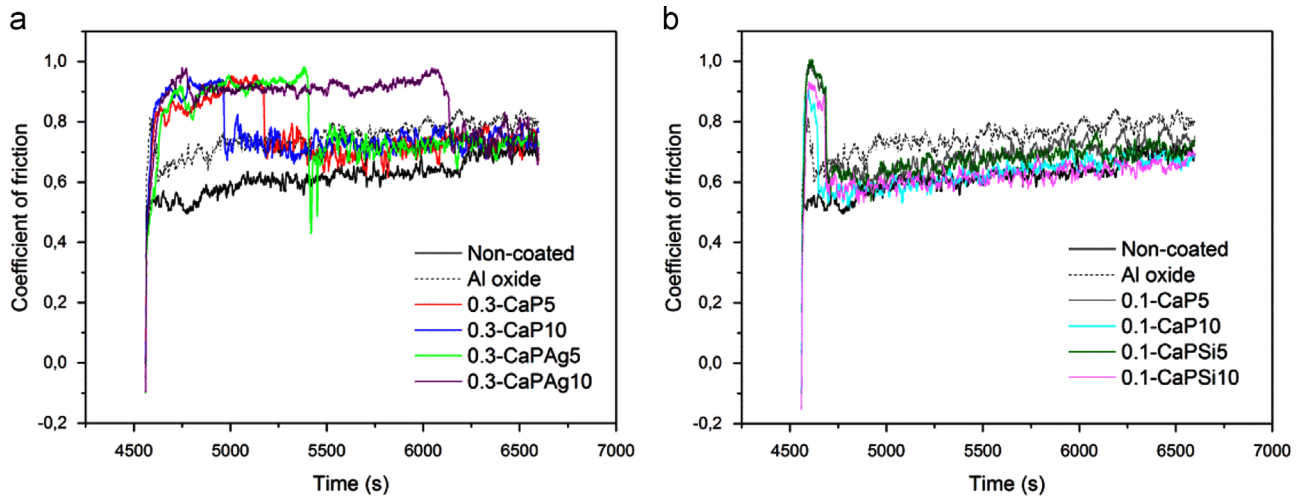 a
Coefficient of friction
1,0
0,8
0,6
0,4
0,2
0,0
-0,2
Non-coated
Al oxide
0.3-CaP5
0.3-CaP10
0.3-CaPAg5
0.3-CaPAg10
4500 5000 5500 6000 6500 7000
Time (s)
b
Coefficient of friction
1,0
0,8
0,6
0,4
0,2
0,0
-0,2
Non-coated
Al oxide
0.1-CaP5
0.1-CaP10
0.1-CaPSi5
0.1-CaPSi10
4500 5000 5500 6000 6500 7000
Time (s)